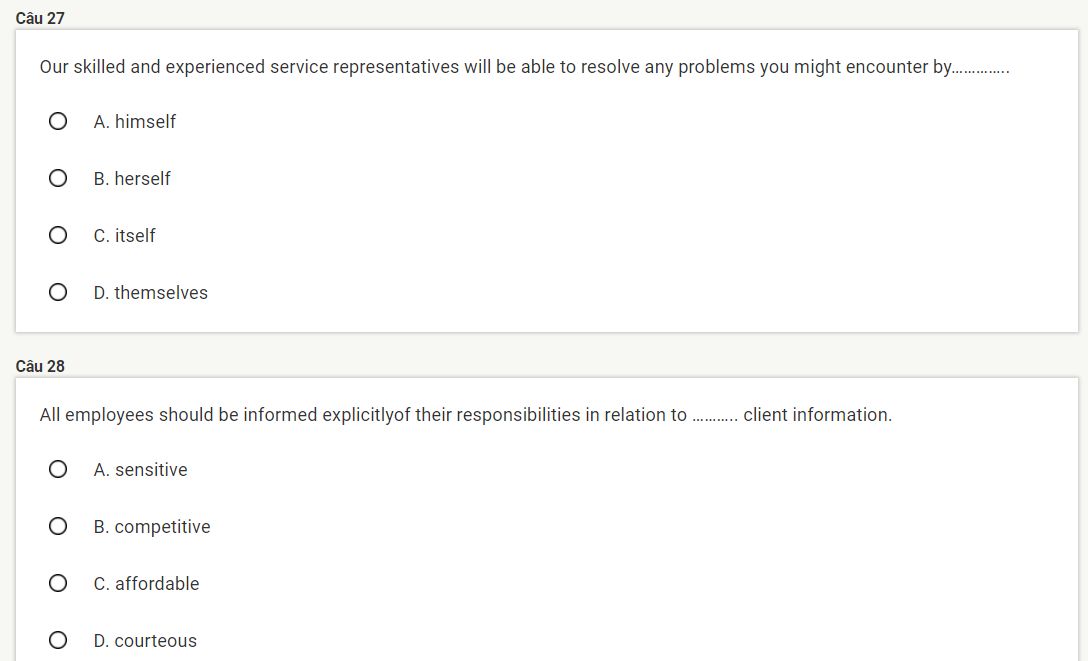 Câu 27
Our skilled and experienced service representatives will be able to resolve any problems you might encounter by..............
A. himself
B. herself
C. itself
D. themselves
Câu 28
All employees should be informed explicitlyof their responsibilities in relation to ........... client information.
A. sensitive
B. competitive
C. affordable
D. courteous